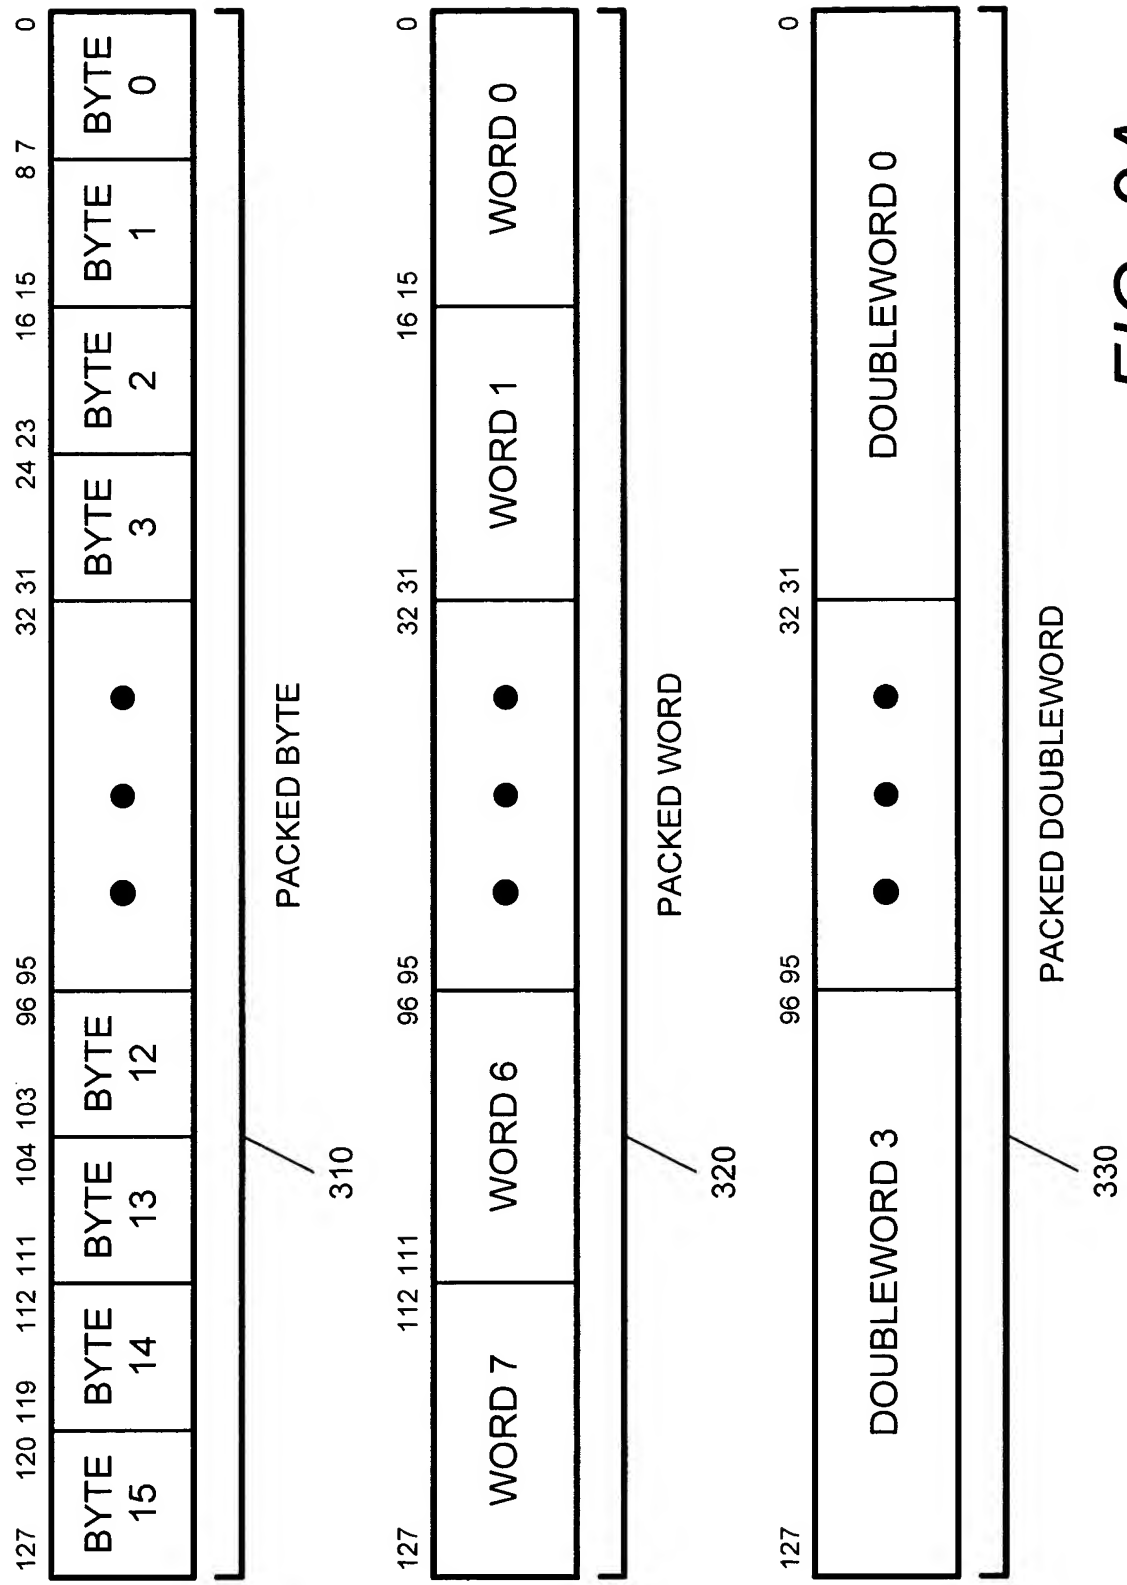 127 120 119 112 111 104 103 96 95 32 31 24 23 16 15 8 7 0
BYTE BYTE BYTE BYTE BYTE BYTE BYTE BYTE
15 14 13 12 • • • 3 2 1 0
PACKED BYTE
310
127 112 111 96 95 32 31 16 15 0
WORD 7 WORD 6 • • • WORD 1 WORD 0
PACKED WORD
320
127 96 95 32 31 0
DOUBLEWORD 3 • • • DOUBLEWORD 0
PACKED DOUBLEWORD
330
FIG.